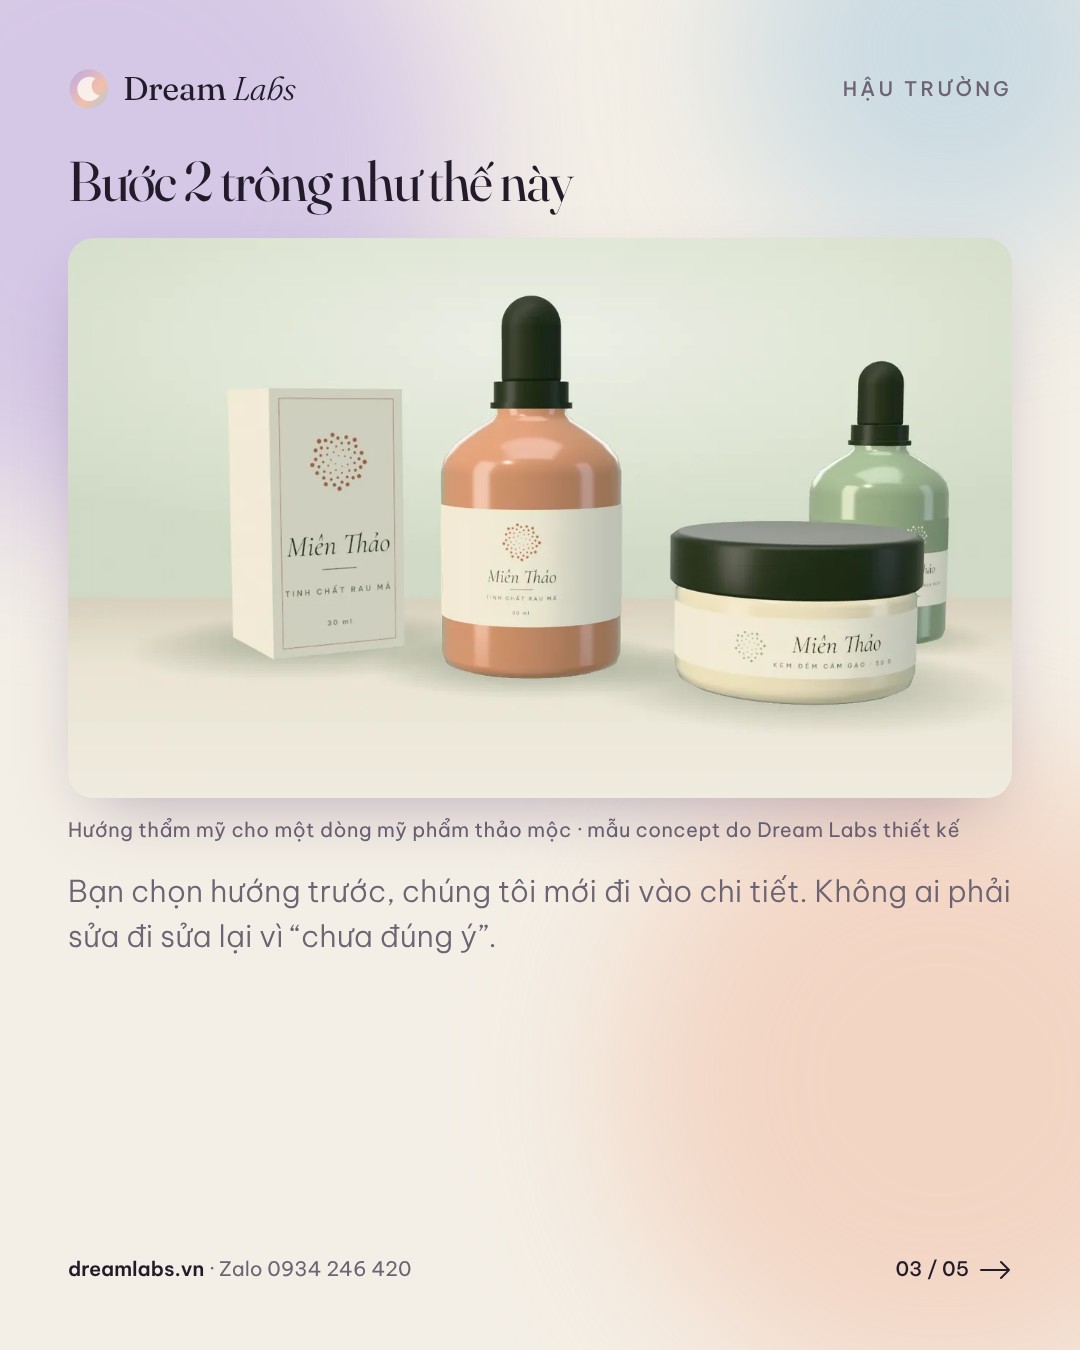 Dream Labs
HẬU TRƯỜNG
Bước 2 trông như thế này
Miên Thảo
TINH CHẤT RAU MÁ
30 ml
Miên Thảo
TINH CHẤT RAU MÁ
30 ml
Miên Thảo
KEM ĐÊM CÁM GẠO · 50 G
Hướng thẩm mỹ cho một dòng mỹ phẩm thảo mộc · mẫu concept do Dream Labs thiết kế
Bạn chọn hướng trước, chúng tôi mới đi vào chi tiết. Không ai phải
sửa đi sửa lại vì “chưa đúng ý”.
dreamlabs.vn · Zalo 0934 246 420
03 / 05 →